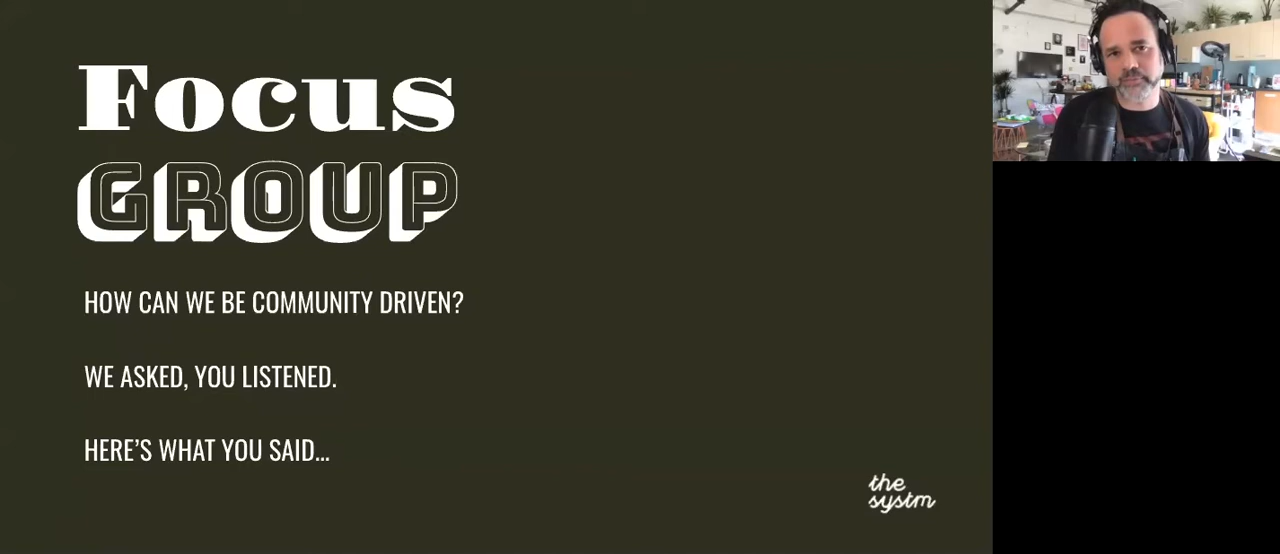 Focus
GROUP
HOW CAN WE BE COMMUNITY DRIVEN?
WE ASKED, YOU LISTENED.
HERE’S WHAT YOU SAID...
the
systm